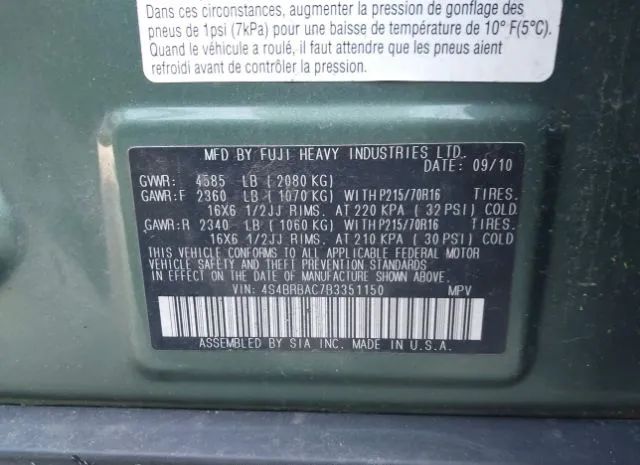 Dans ces circonstances, augmenter la pression de gonflage des
pneus de 1psi (7kPa) pour une baisse de température de 10° F(5°C).
Quand le véhicule a roulé, il faut attendre que les pneus aient
refroidi avant de contrôler la pression.
MFD BY FUJI HEAVY INDUSTRIES LTD.
DATE: 09/10
GVWR: 4585 LB ( 2080 KG)
GAWR:F 2360 LB ( 1070 KG) WITH P215/70R16 TIRES.
16X6 1/2JJ RIMS. AT 220 KPA ( 32 PSI) COLD
GAWR:R 2340 LB ( 1060 KG) WITH P215/70R16 TIRES.
16X6 1/2JJ RIMS. AT 210 KPA ( 30 PSI) COLD
THIS VEHICLE CONFORMS TO ALL APPLICABLE FEDERAL MOTOR
VEHICLE SAFETY AND THEFT PREVENTION STANDARDS
IN EFFECT ON THE DATE OF MANUFACTURE SHOWN ABOVE.
VIN: 4S4BRBAC7B3351150 MPV
ASSEMBLED BY SIA INC. MADE IN U.S.A.